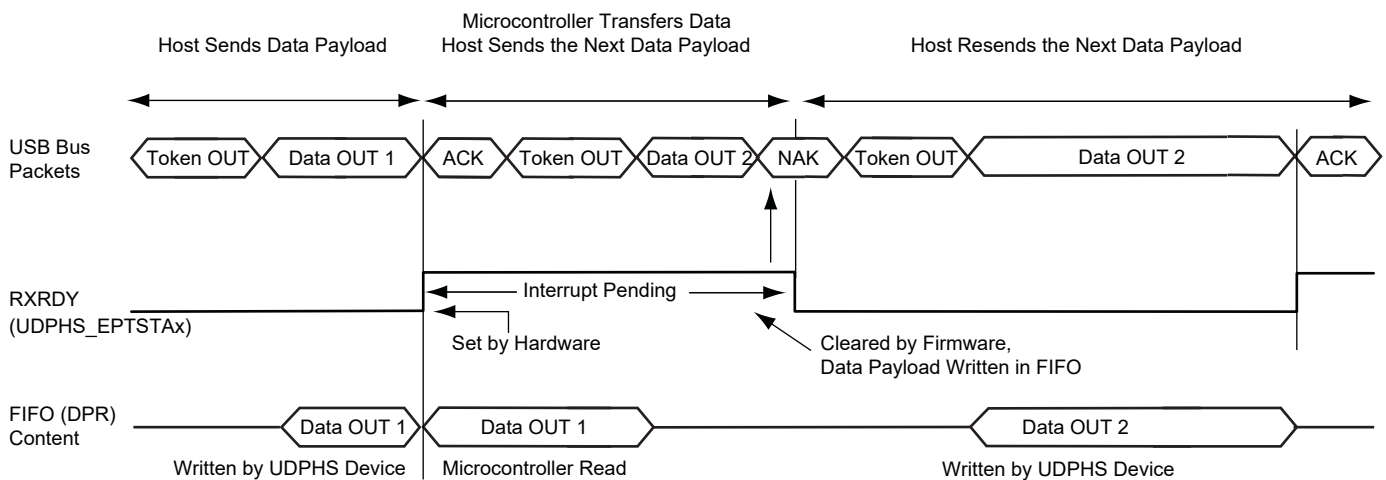 Microcontroller Transfers Data
Host Sends Data Payload
Host Sends the Next Data Payload
Host Resends the Next Data Payload
USB Bus
Packets
Token OUT
Data OUT 1
ACK
Token OUT
Data OUT 2
NAK
Token OUT
Data OUT 2
ACK
RXRDY
(UDPHS_EPTSTAx)
Interrupt Pending
Set by Hardware
Cleared by Firmware,
Data Payload Written in FIFO
FIFO (DPR)
Content
Data OUT 1
Data OUT 1
Data OUT 2
Written by UDPHS Device
Microcontroller Read
Written by UDPHS Device